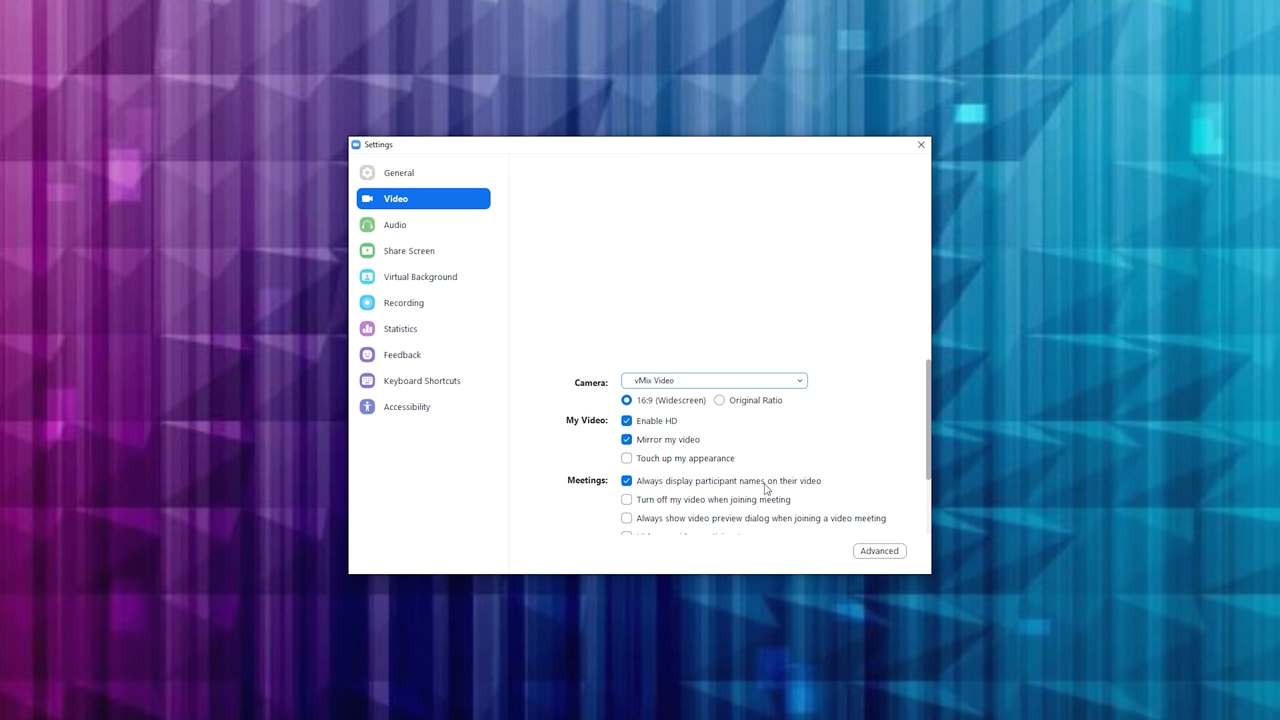 Settings
General
Video
Audio
Share Screen
Virtual Background
Recording
Statistics
Feedback
Keyboard Shortcuts
Accessibility
Camera: vMix Video
16:9 (Widescreen) Original Ratio
My Video: Enable HD
Mirror my video
Touch up my appearance
Meetings: Always display participant names on their video
Turn off my video when joining meeting
Always show video preview dialog when joining a video meeting
Advanced